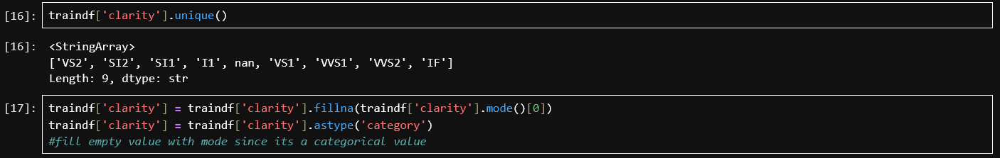 [16]: traindf['clarity'].unique()
[16]: <StringArray>
['VS2', 'SI2', 'SI1', 'I1', nan, 'VS1', 'VVS1', 'VVS2', 'IF']
Length: 9, dtype: str
[17]: traindf['clarity'] = traindf['clarity'].fillna(traindf['clarity'].mode()[0])
traindf['clarity'] = traindf['clarity'].astype('category')
#fill empty value with mode since its a categorical value